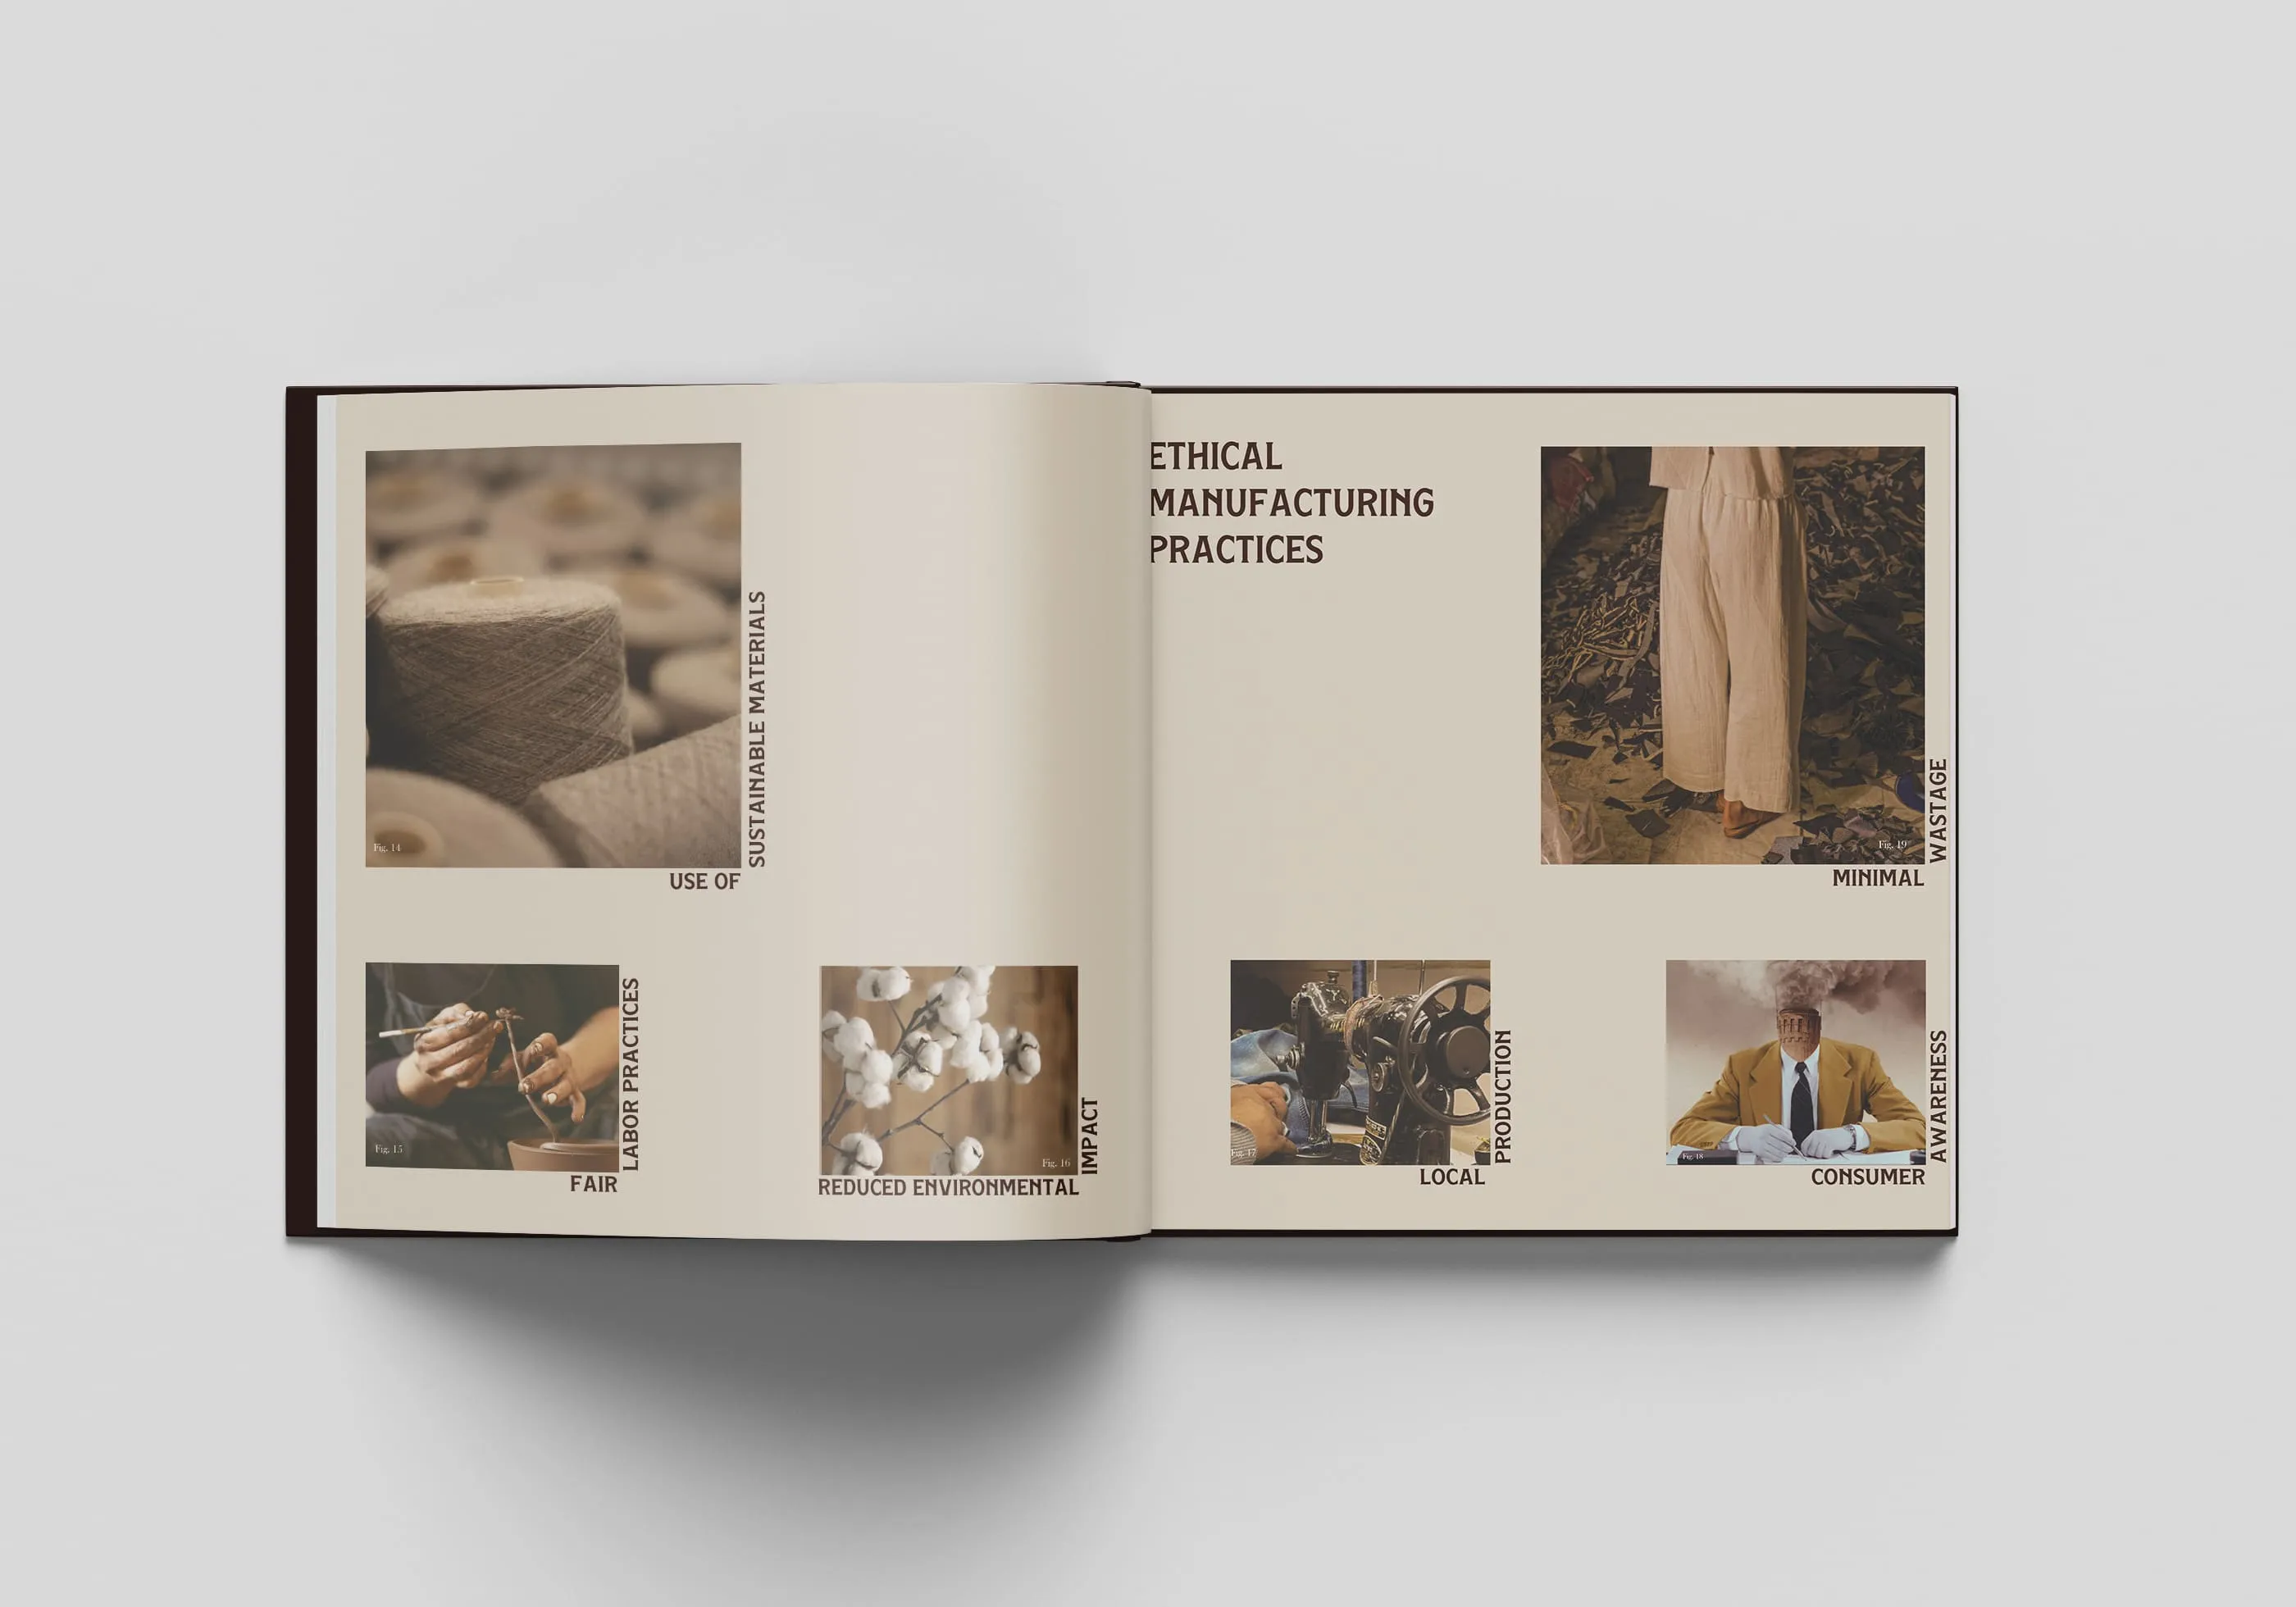 Fig. 14
USE OF
SUSTAINABLE MATERIALS
Fig. 15
FAIR
LABOR PRACTICES
Fig. 16
REDUCED ENVIRONMENTAL
IMPACT
ETHICAL
MANUFACTURING
PRACTICES
Fig. 19
MINIMAL
WASTAGE
Fig. 17
LOCAL
PRODUCTION
Fig. 18
CONSUMER
AWARENESS